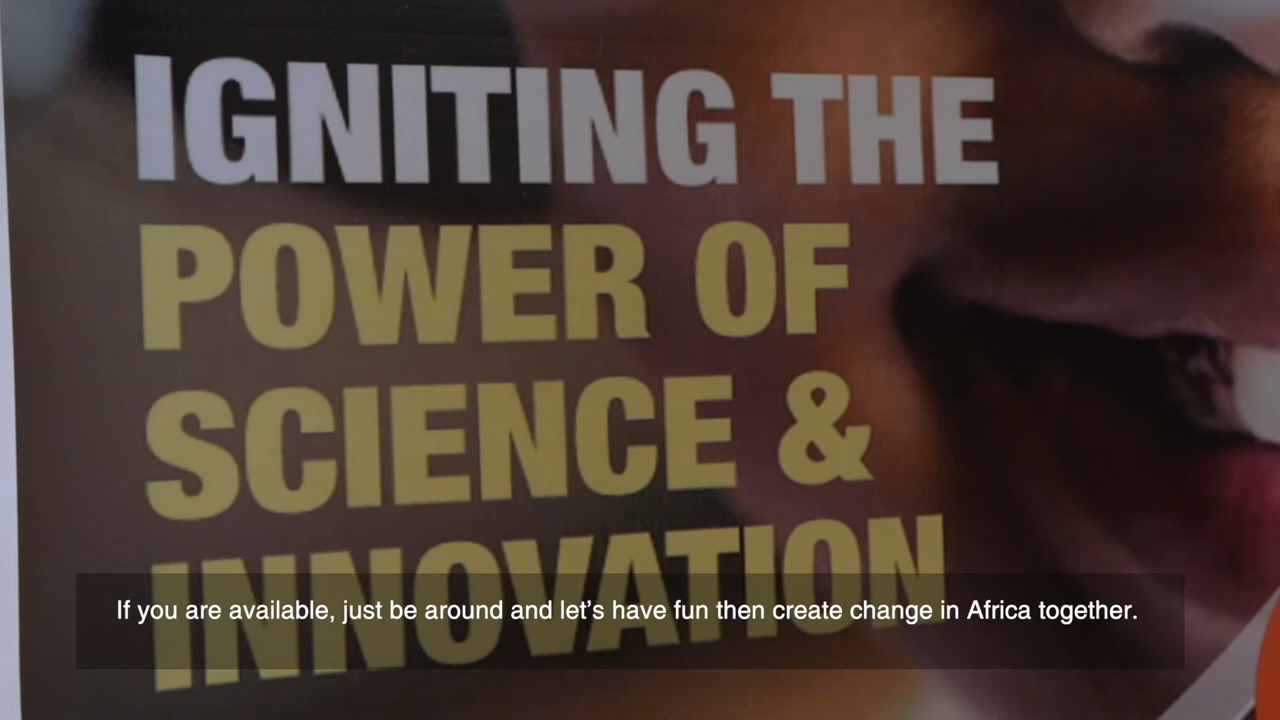 IGNITING THE
POWER OF
SCIENCE &
INNOVATION
If you are available, just be around and let’s have fun then create change in Africa together.